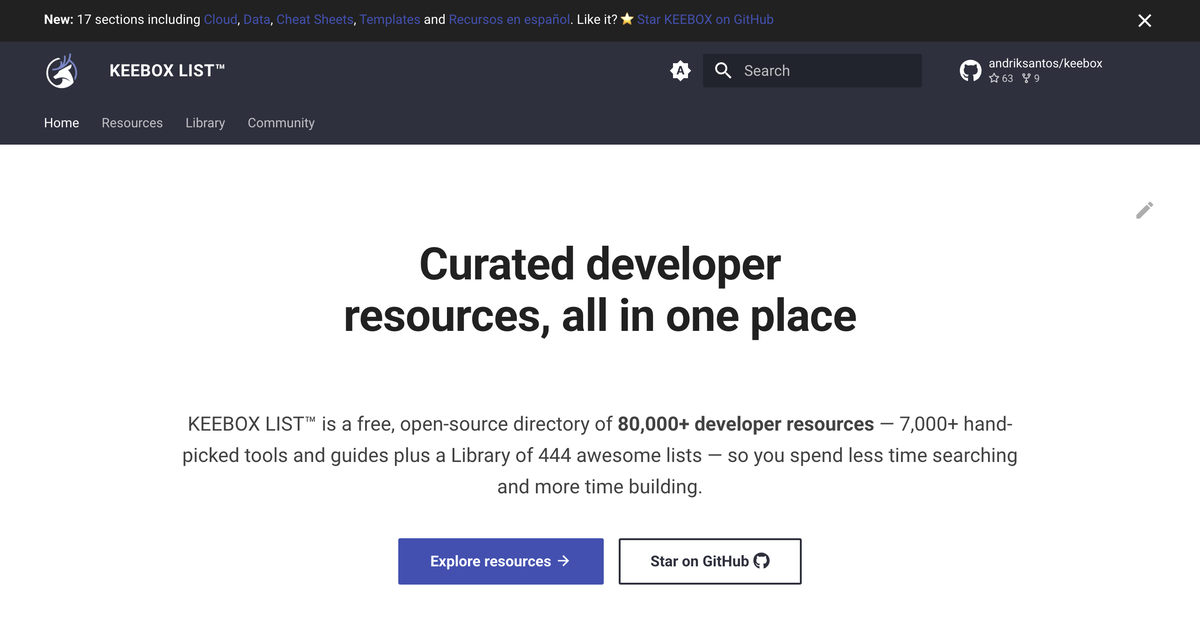 New: 17 sections including Cloud, Data, Cheat Sheets, Templates and Recursos en español. Like it? ⭐ Star KEEBOX on GitHub
KEEBOX LIST™
A
Search
andriksantos/keebox
63 9
Home Resources Library Community
Curated developer
resources, all in one place
KEEBOX LIST™ is a free, open-source directory of 80,000+ developer resources — 7,000+ hand-
picked tools and guides plus a Library of 444 awesome lists — so you spend less time searching
and more time building.
Explore resources →
Star on GitHub